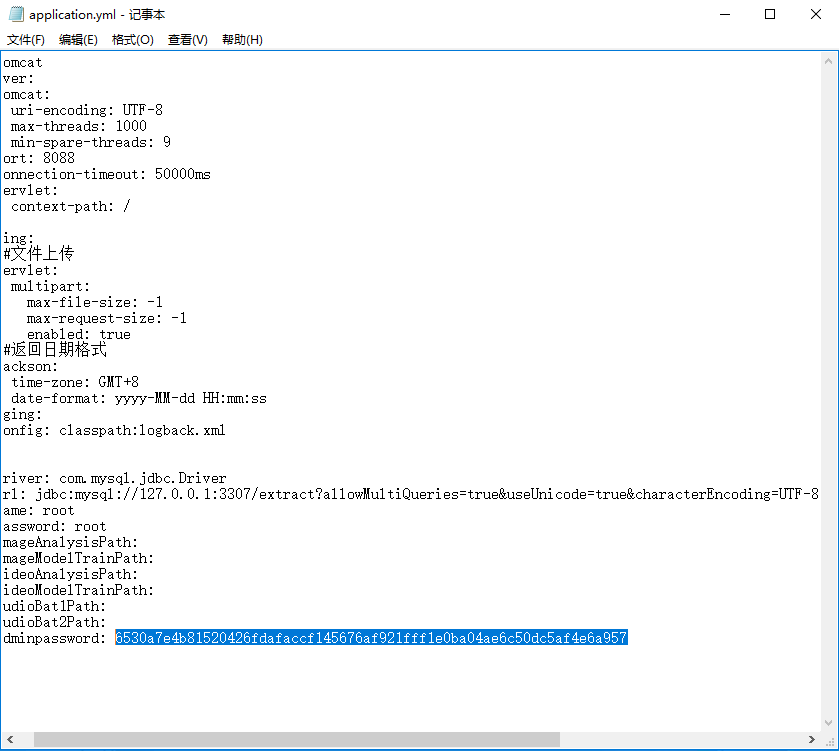 application.yml - 记事本
文件(F) 编辑(E) 格式(O) 查看(V) 帮助(H)
omcat
ver:
omcat:
uri-encoding: UTF-8
max-threads: 1000
min-spare-threads: 9
ort: 8088
onnection-timeout: 50000ms
ervlet:
context-path: /
ing:
#文件上传
ervlet:
multipart:
max-file-size: -1
max-request-size: -1
enabled: true
#返回日期格式
ackson:
time-zone: GMT+8
date-format: yyyy-MM-dd HH:mm:ss
ging:
onfig: classpath:logback.xml
river: com.mysql.jdbc.Driver
rl: jdbc:mysql://127.0.0.1:3307/extract?allowMultiQueries=true&useUnicode=true&characterEncoding=UTF-8
ame: root
assword: root
mageAnalysisPath:
mageModelTrainPath:
ideoAnalysisPath:
ideoModelTrainPath:
udioBat1Path:
udioBat2Path:
dminpassword: 6530a7e4b81520426fdafaccf145676af921fff1e0ba04ae6c50dc5af4e6a957